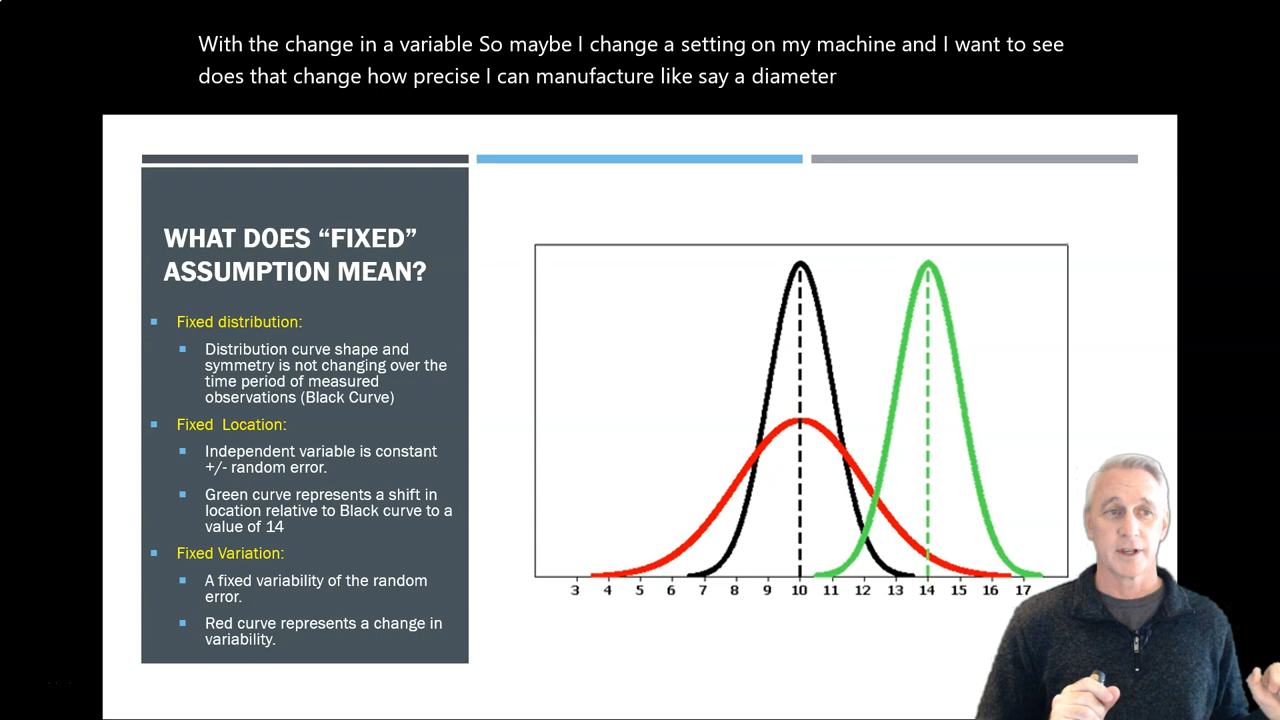 With the change in a variable So maybe I change a setting on my machine and I want to see
does that change how precise I can manufacture like say a diameter
WHAT DOES “FIXED”
ASSUMPTION MEAN?
Fixed distribution:
Distribution curve shape and
symmetry is not changing over the
time period of measured
observations (Black Curve)
Fixed Location:
Independent variable is constant
+/- random error.
Green curve represents a shift in
location relative to Black curve to a
value of 14
Fixed Variation:
A fixed variability of the random
error.
Red curve represents a change in
variability.
3 4 5 6 7 8 9 10 11 12 13 14 15 16 17